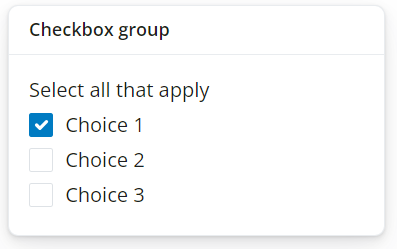 Checkbox group
Select all that apply
Choice 1
Choice 2
Choice 3